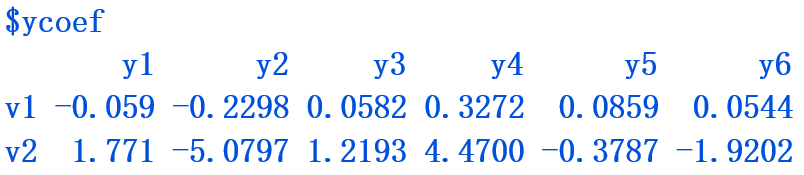 $ycoef
y1 y2 y3 y4 y5 y6
v1 -0.059 -0.2298 0.0582 0.3272 0.0859 0.0544
v2 1.771 -5.0797 1.2193 4.4700 -0.3787 -1.9202